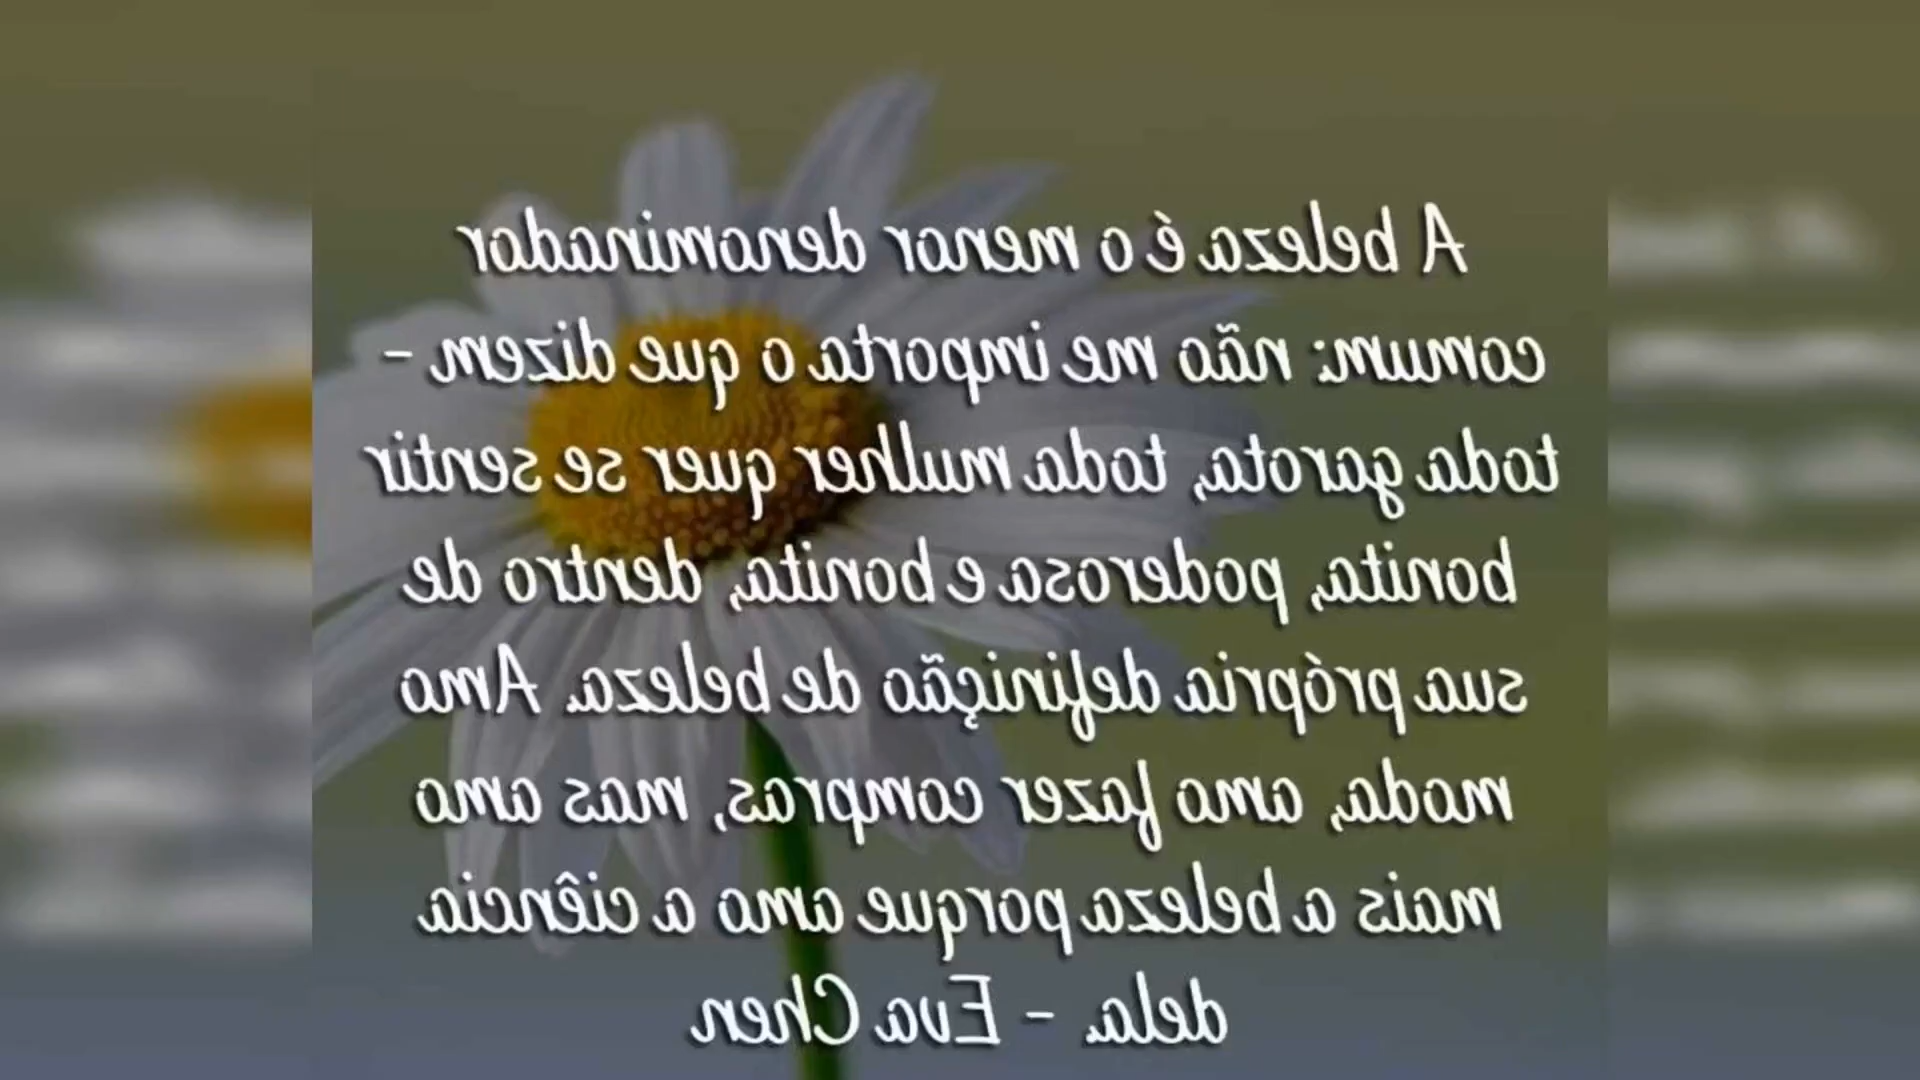 A beleza é o menor denominador
comum: não me importa o que dizem -
toda garota, toda mulher quer se sentir
bonita, poderosa e bonita, dentro de
sua própria definição de beleza. Amo
moda, amo fazer compras, mas amo
mais a beleza porque amo a ciência
dela. - Eva Chen